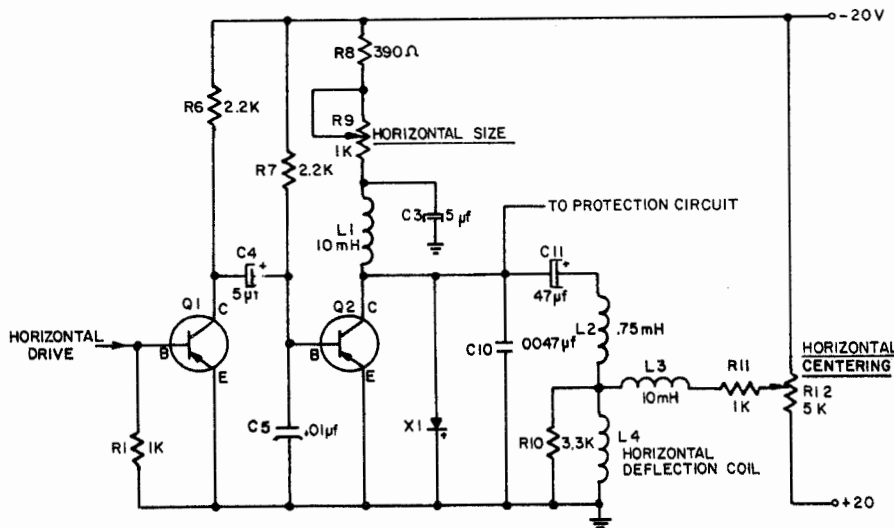 -20V
R8
390Ω
R6
2.2K
R9
1K
HORIZONTAL SIZE
R7
2.2K
C3
5 µf
TO PROTECTION CIRCUIT
L1
10mH
C4
+
5µf
C11
+
47µf
Q1
C
B
E
Q2
C
B
E
HORIZONTAL
DRIVE
L2
.75mH
C10
.0047µf
L3
10mH
R11
1K
HORIZONTAL
CENTERING
R12
5K
R1
1K
C5
.01µf
X1
+
R10
3.3K
L4
HORIZONTAL
DEFLECTION COIL
+20